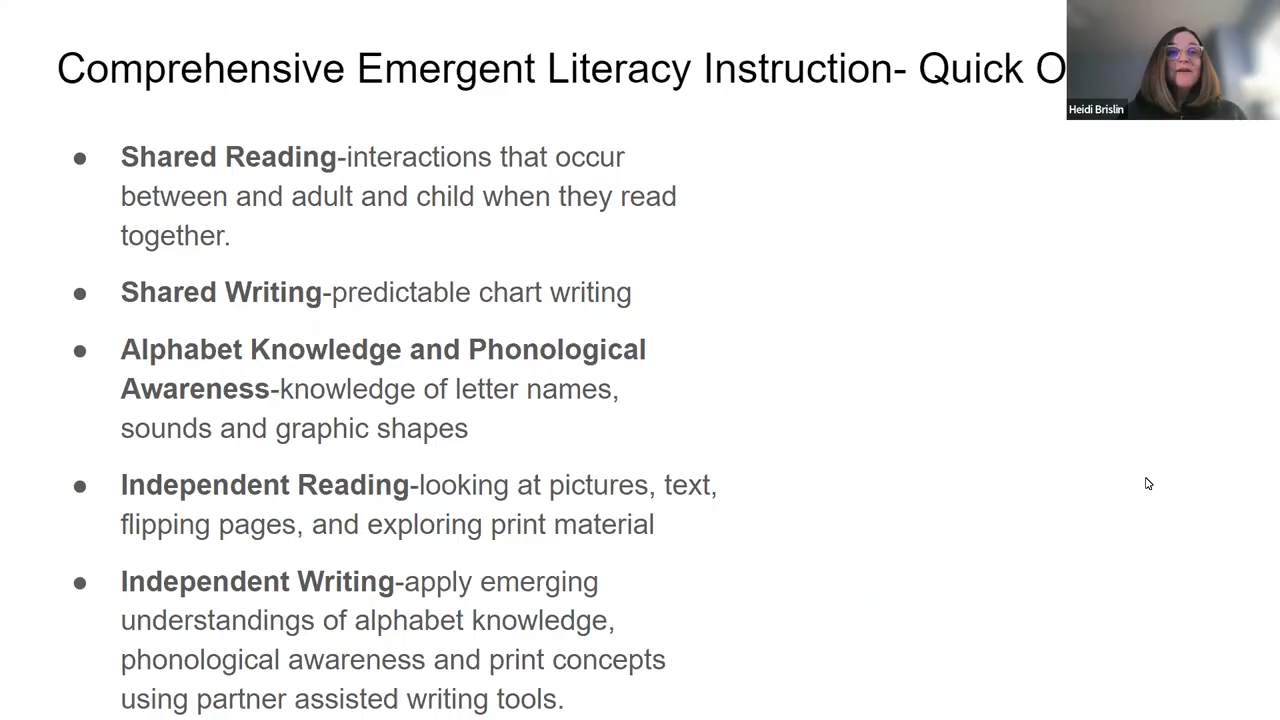 Comprehensive Emergent Literacy Instruction- Quick O
Heidi Brislin
● Shared Reading-interactions that occur
between and adult and child when they read
together.
● Shared Writing-predictable chart writing
● Alphabet Knowledge and Phonological
Awareness-knowledge of letter names,
sounds and graphic shapes
● Independent Reading-looking at pictures, text,
flipping pages, and exploring print material
● Independent Writing-apply emerging
understandings of alphabet knowledge,
phonological awareness and print concepts
using partner assisted writing tools.